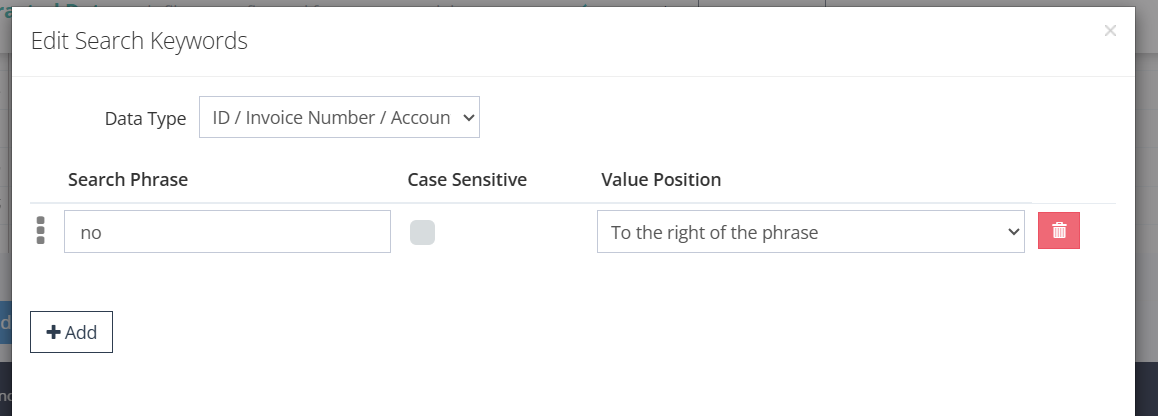 Edit Search Keywords
×
Data Type ID / Invoice Number / Accoun
Search Phrase Case Sensitive Value Position
no To the right of the phrase
Add